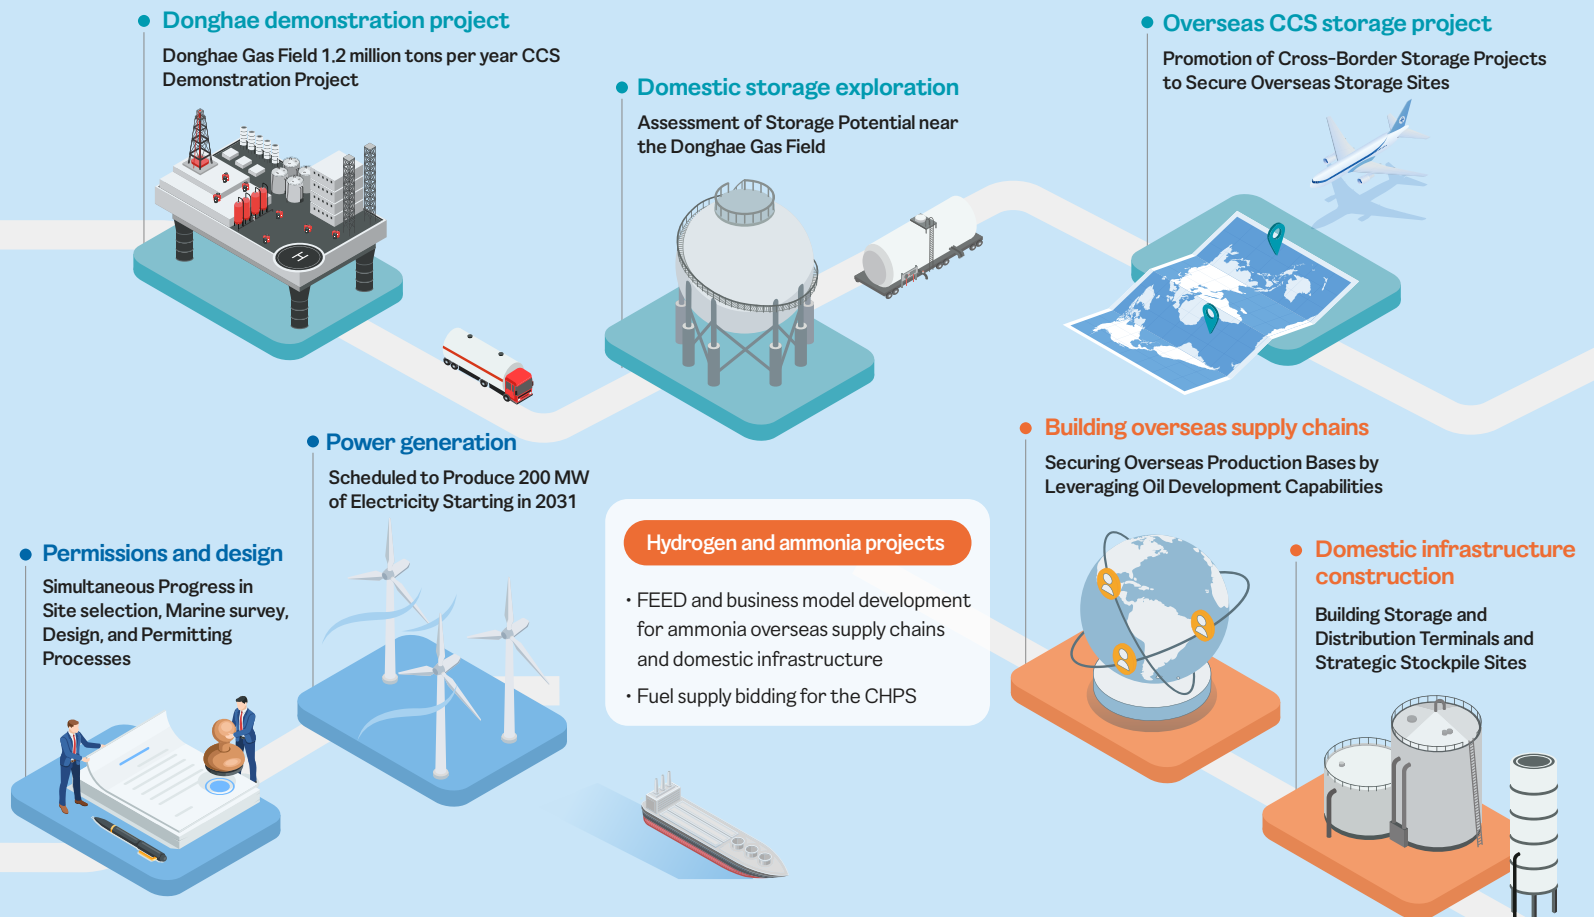 Donghae demonstration project
Donghae Gas Field 1.2 million tons per year CCS
Demonstration Project
Domestic storage exploration
Assessment of Storage Potential near
the Donghae Gas Field
Overseas CCS storage project
Promotion of Cross-Border Storage Projects
to Secure Overseas Storage Sites
H
Permissions and design
Simultaneous Progress in
Site selection, Marine survey,
Design, and Permitting
Processes
Power generation
Scheduled to Produce 200 MW
of Electricity Starting in 2031
Hydrogen and ammonia projects
• FEED and business model development
for ammonia overseas supply chains
and domestic infrastructure
• Fuel supply bidding for the CHPS
Building overseas supply chains
Securing Overseas Production Bases by
Leveraging Oil Development Capabilities
Domestic infrastructure
construction
Building Storage and
Distribution Terminals and
Strategic Stockpile Sites